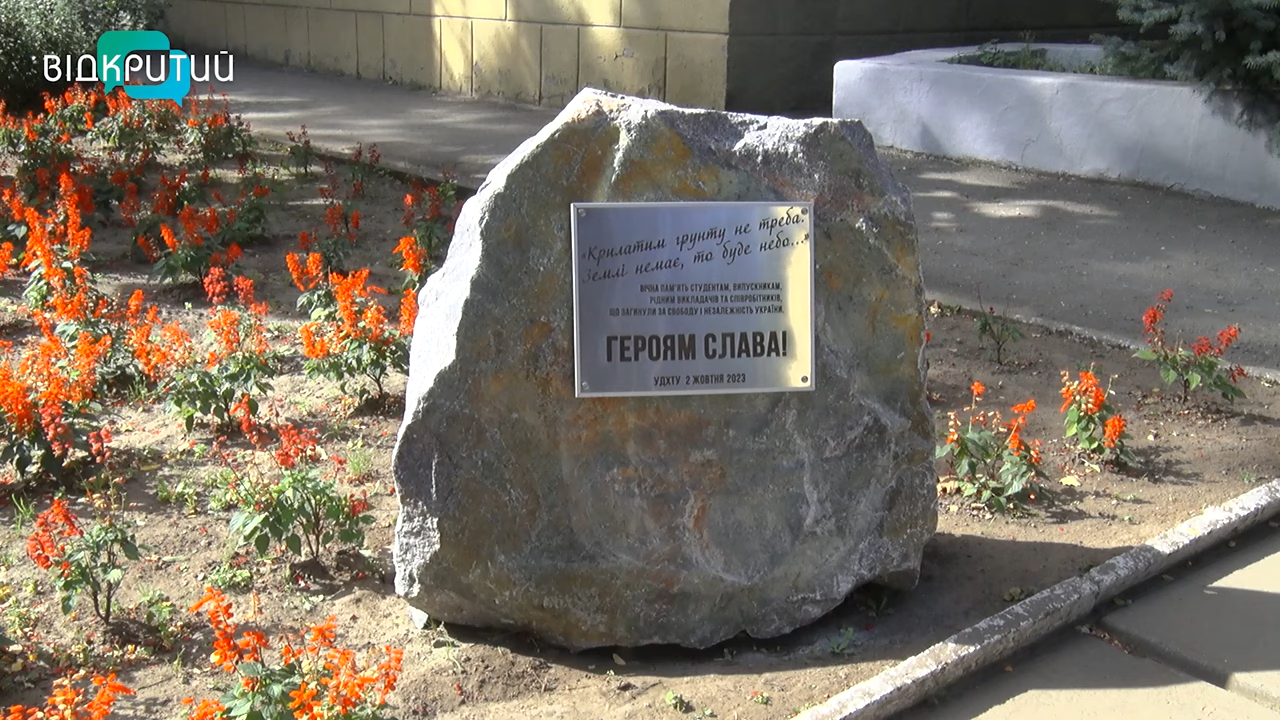 ВІДКРИТИЙ
«Крилатим ґрунту не треба.
Землі немає, то буде небо...»
ВІЧНА ПАМ'ЯТЬ СТУДЕНТАМ, ВИПУСКНИКАМ,
РІДНИМ ВИКЛАДАЧІВ ТА СПІВРОБІТНИКІВ,
ЩО ЗАГИНУЛИ ЗА СВОБОДУ І НЕЗАЛЕЖНІСТЬ УКРАЇНИ.
ГЕРОЯМ СЛАВА!
УДХТУ 2 ЖОВТНЯ 2023